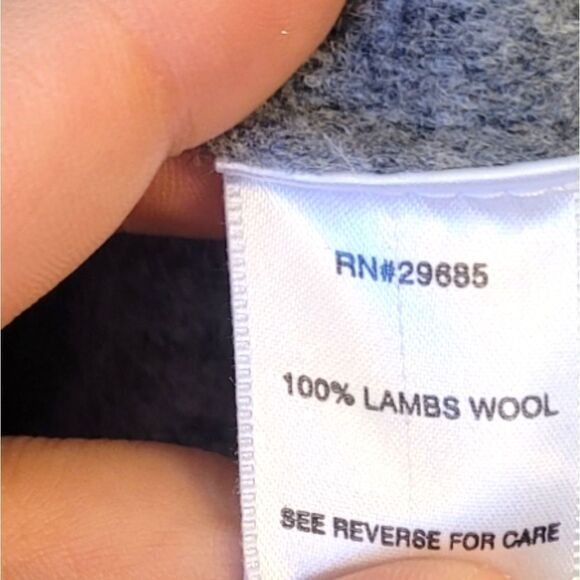 RN#29685
100% LAMBS WOOL
SEE REVERSE FOR CARE